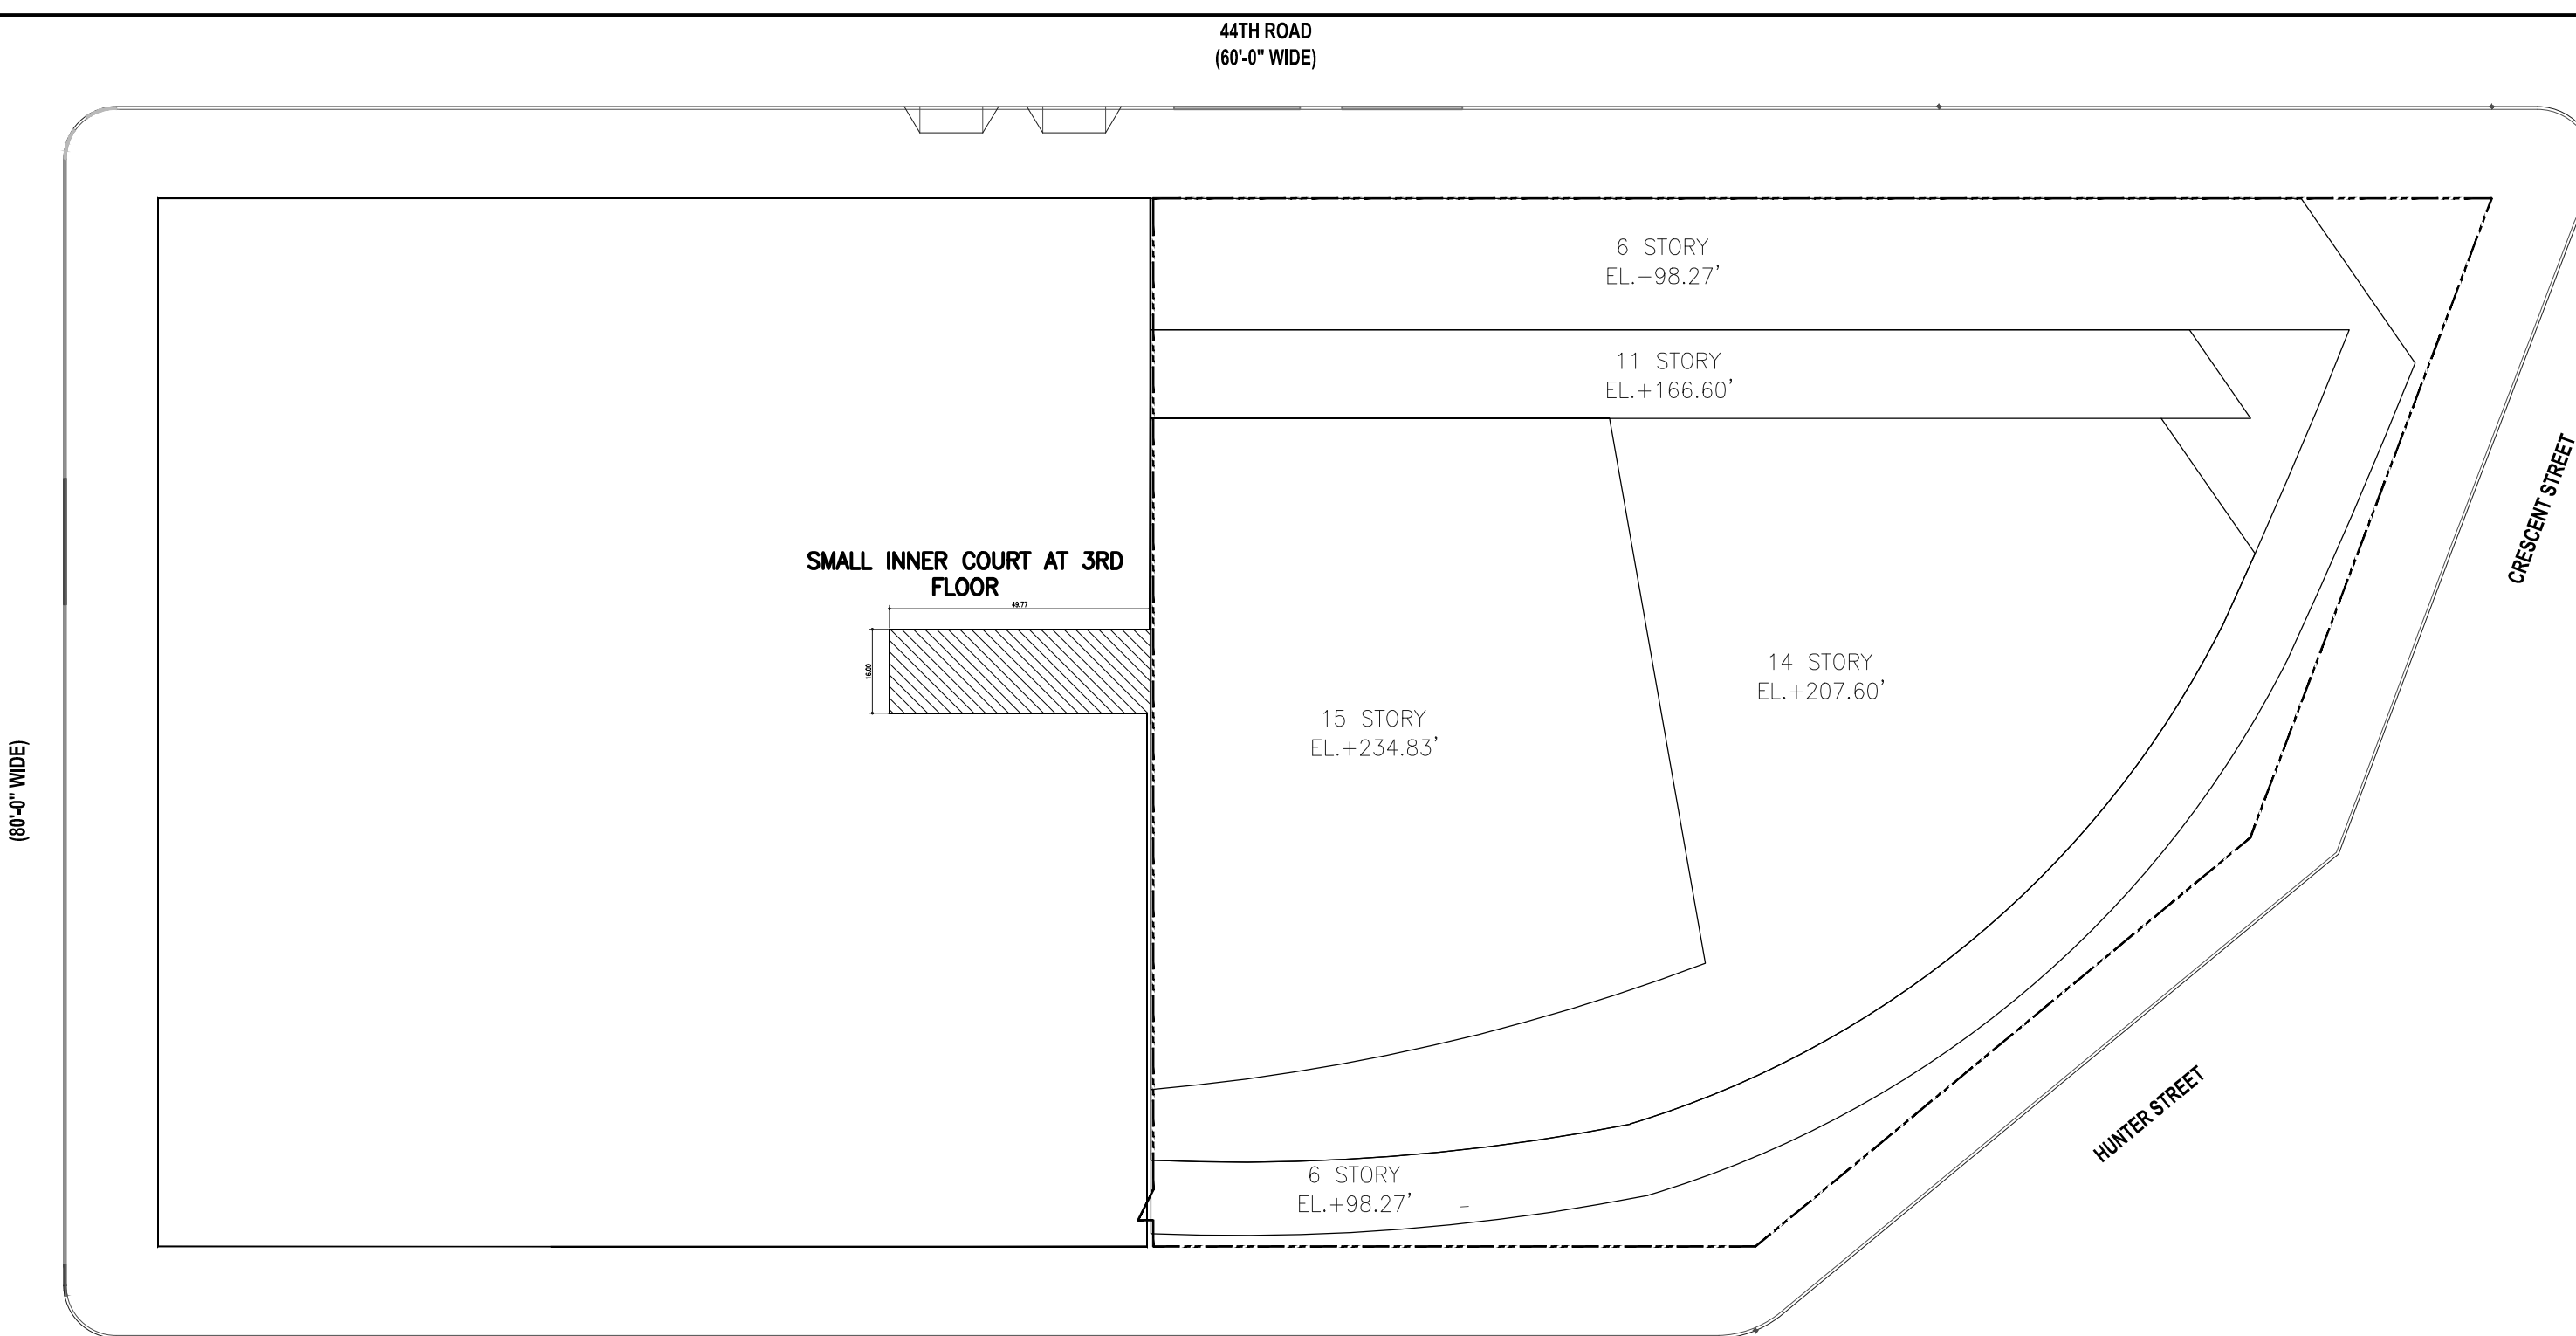 44TH ROAD
(60'-0" WIDE)
6 STORY
EL.+98.27'
11 STORY
EL.+166.60'
CRESCENT STREET
SMALL INNER COURT AT 3RD
FLOOR
49.77
16.00
14 STORY
EL.+207.60'
15 STORY
EL.+234.83'
(80'-0" WIDE)
HUNTER STREET
6 STORY
EL.+98.27'